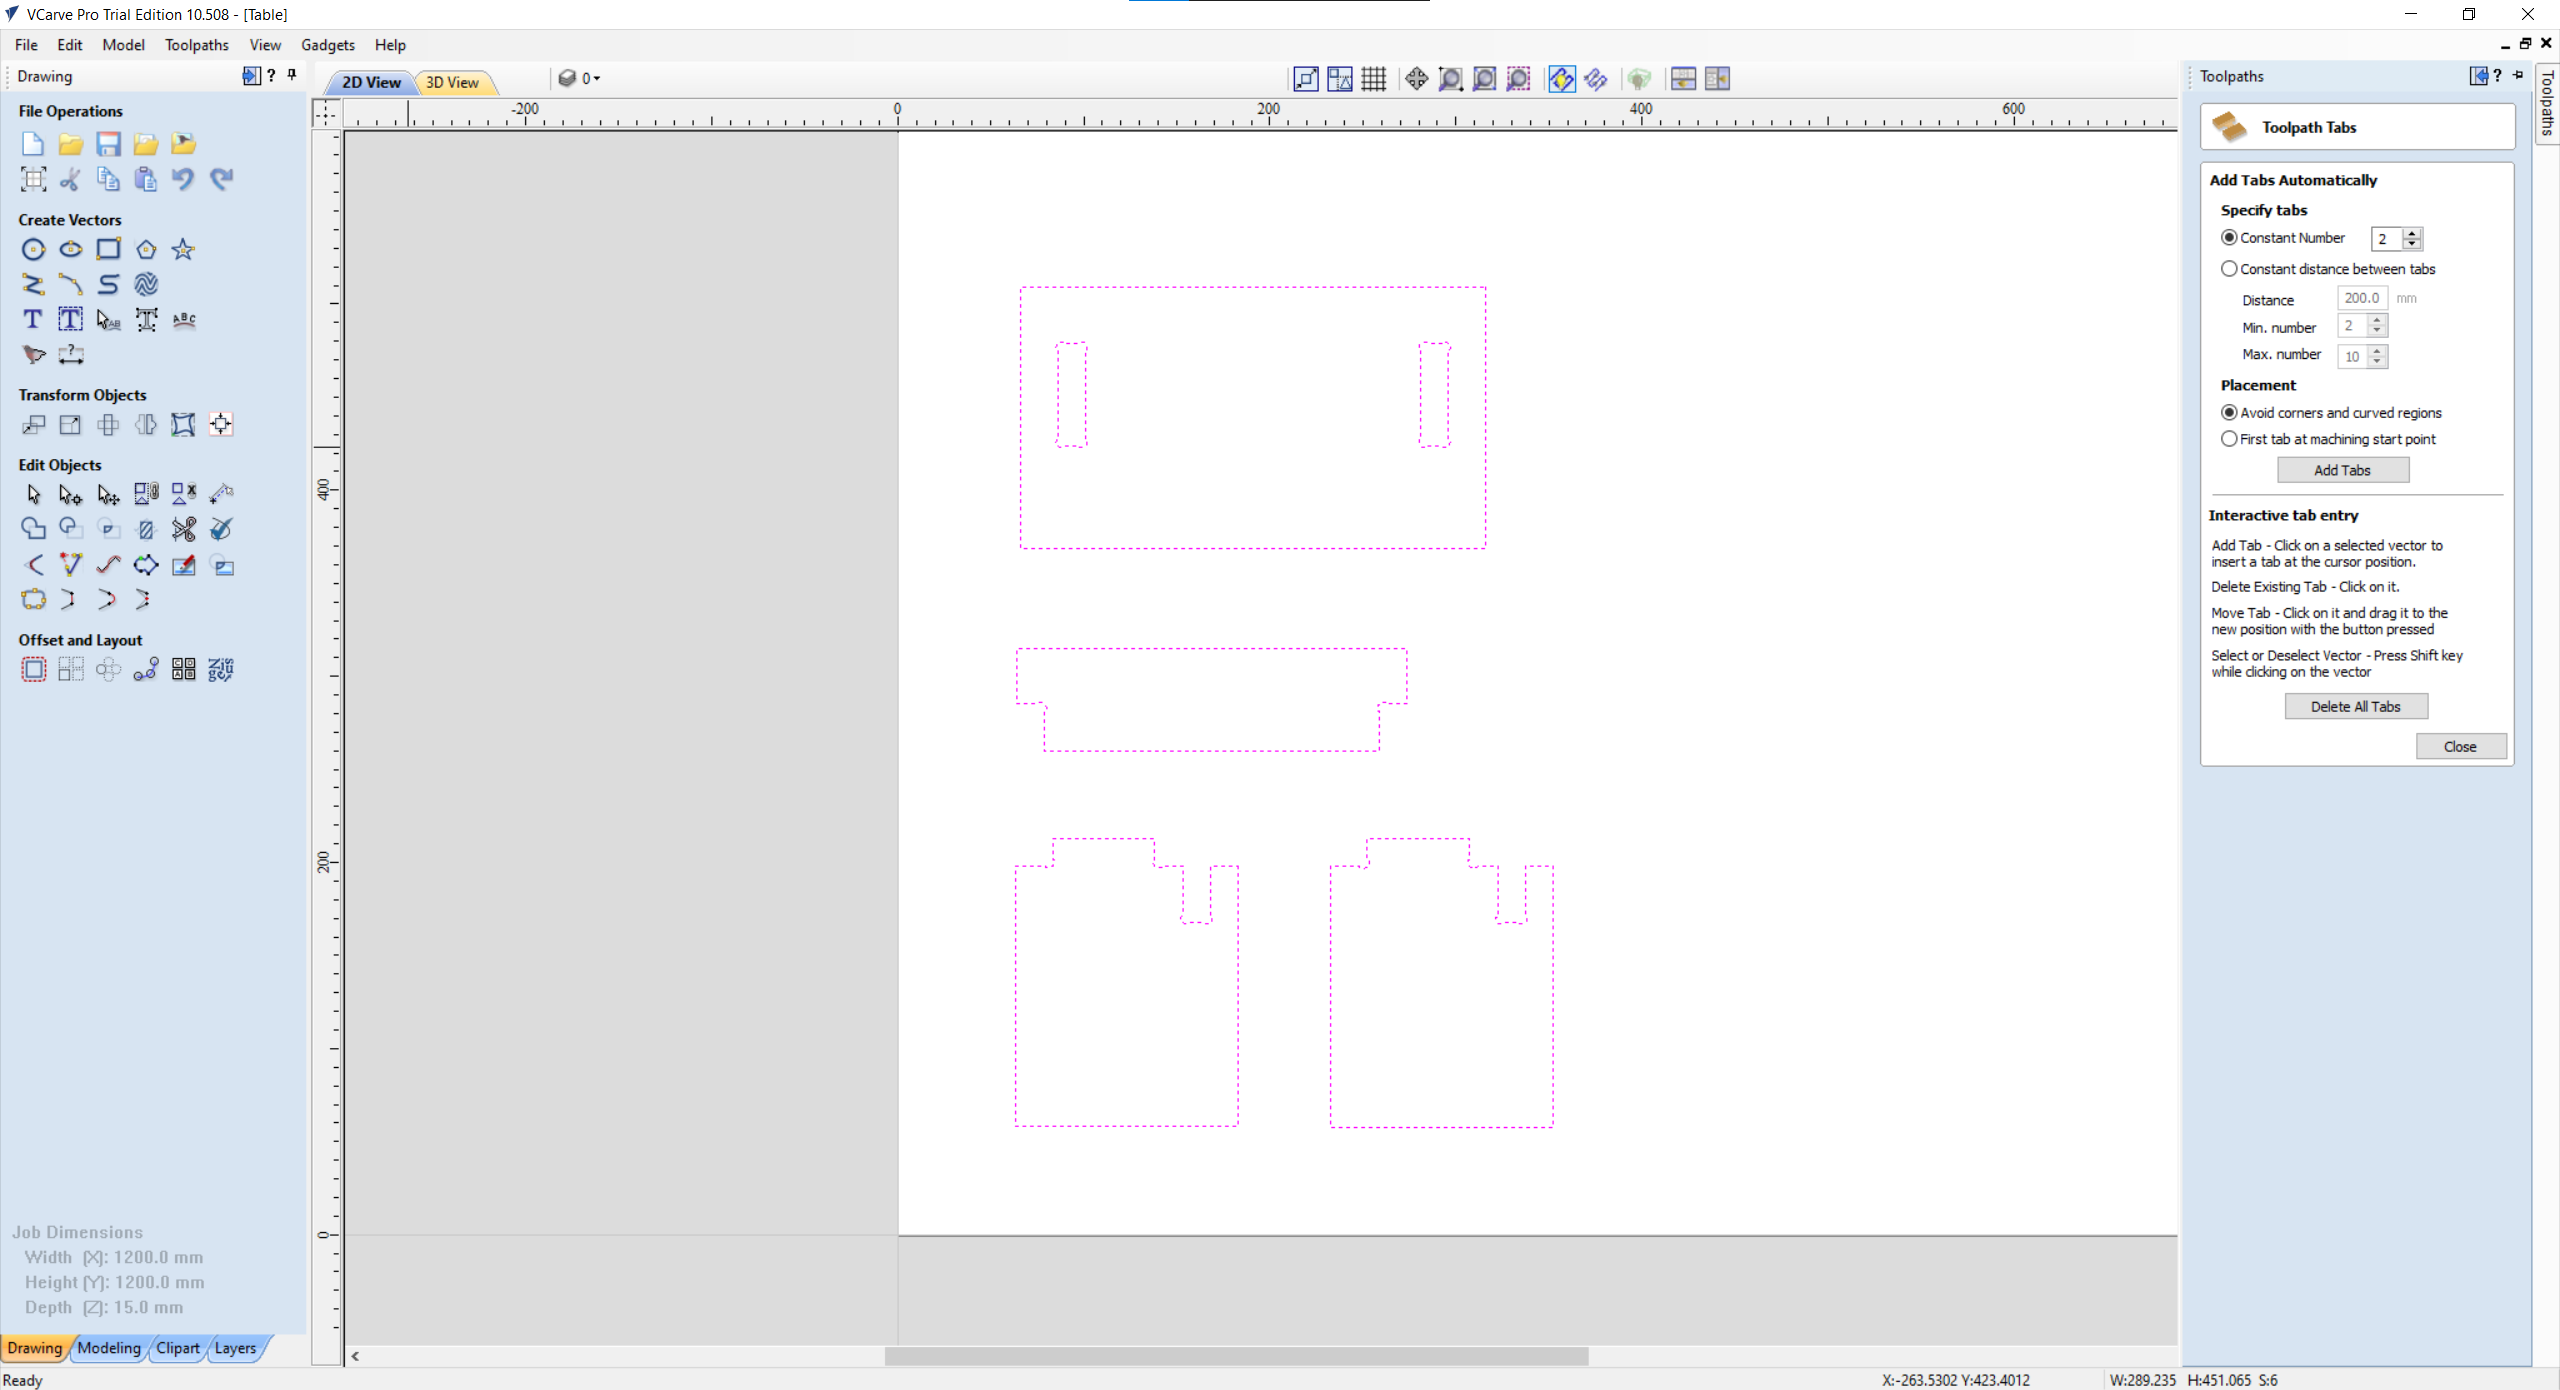 VCarve Pro Trial Edition 10.508 - [Table]
File Edit Model Toolpaths View Gadgets Help
Drawing
File Operations
Create Vectors
Transform Objects
Edit Objects
Offset and Layout
Job Dimensions
Width (X): 1200.0 mm
Height (Y): 1200.0 mm
Depth (Z): 15.0 mm
Drawing Modeling Clipart Layers
Ready
2D View 3D View 0
-200 0 200 400 600
400
200
0
Toolpaths
Toolpaths
Toolpath Tabs
Add Tabs Automatically
Specify tabs
Constant Number 2
Constant distance between tabs
Distance 200.0 mm
Min. number 2
Max. number 10
Placement
Avoid corners and curved regions
First tab at machining start point
Add Tabs
Interactive tab entry
Add Tab - Click on a selected vector to
insert a tab at the cursor position.
Delete Existing Tab - Click on it.
Move Tab - Click on it and drag it to the
new position with the button pressed
Select or Deselect Vector - Press Shift key
while clicking on the vector
Delete All Tabs
Close
X:-263.5302 Y:423.4012
W:289.235 H:451.065 S:6